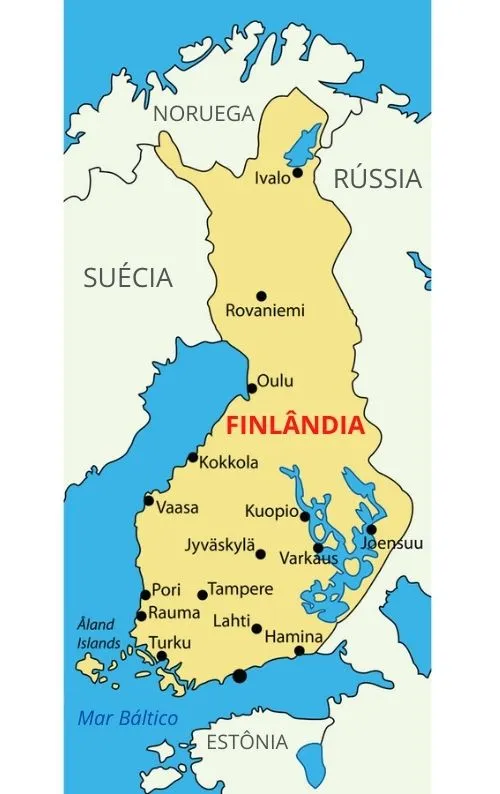 NORUEGA
Ivalo
RÚSSIA
SUÉCIA
Rovaniemi
Oulu
FINLÂNDIA
Kokkola
Vaasa
Kuopio
Jyväskylä
Varkaus
Joensuu
Pori
Tampere
Rauma
Lahti
Åland
Islands
Turku
Hamina
Mar Báltico
ESTÔNIA